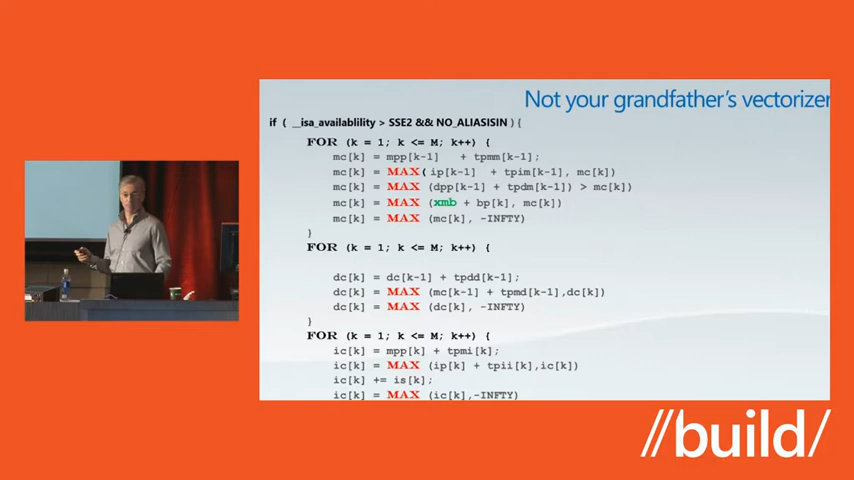 Not your grandfather's vectorizer
if ( __isa_availablility > SSE2 && NO_ALIASISIN ) {
FOR (k = 1; k <= M; k++) {
mc[k] = mpp[k-1] + tpmm[k-1];
mc[k] = MAX( ip[k-1] + tpim[k-1], mc[k])
mc[k] = MAX (dpp[k-1] + tpdm[k-1]) > mc[k])
mc[k] = MAX (xmb + bp[k], mc[k])
mc[k] = MAX (mc[k], -INFTY)
}
FOR (k = 1; k <= M; k++) {
dc[k] = dc[k-1] + tpdd[k-1];
dc[k] = MAX (mc[k-1] + tpmd[k-1],dc[k])
dc[k] = MAX (dc[k], -INFTY)
}
FOR (k = 1; k <= M; k++) {
ic[k] = mpp[k] + tpmi[k];
ic[k] = MAX (ip[k] + tpii[k],ic[k])
ic[k] += is[k];
ic[k] = MAX (ic[k],-INFTY)
//build/